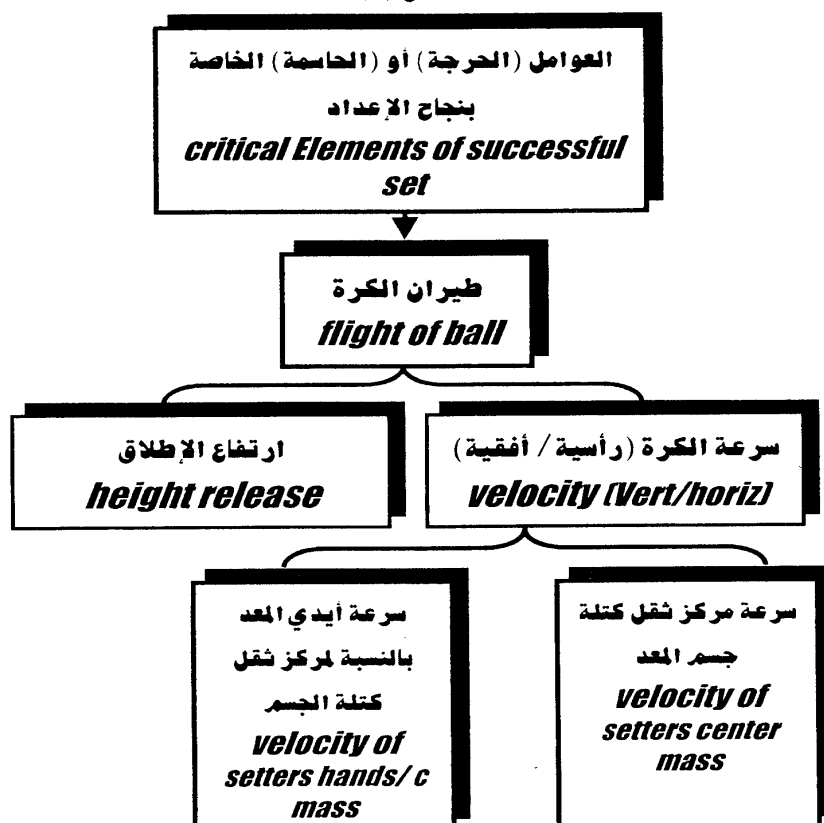 العوامل (الحرجة) أو (الحاسمة) الخاصة
بنجاح الإعداد
critical Elements of successful
set
طيران الكرة
flight of ball
ارتفاع الإطلاق
height release
سرعة الكرة (رأسية / أفقية)
velocity (Vert/horiz)
سرعة أيدي المعد
بالنسبة لمركز ثقل
كتلة الجسم
velocity of
setters hands/ c
mass
سرعة مركز ثقل كتلة
جسم المعد
velocity of
setters center
mass